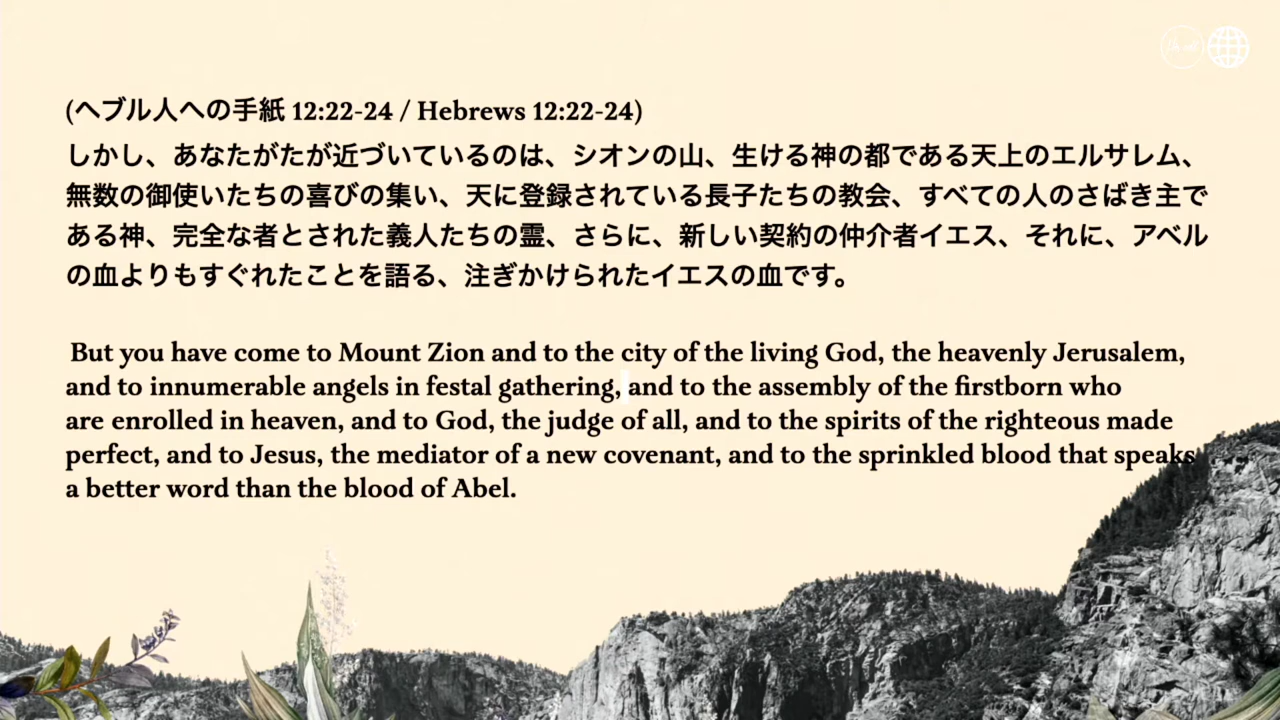 (ヘブル人への手紙 12:22-24 / Hebrews 12:22-24)
しかし、あなたがたが近づいているのは、シオンの山、生ける神の都である天上のエルサレム、
無数の御使いたちの喜びの集い、天に登録されている長子たちの教会、すべての人のさばき主で
ある神、完全な者とされた義人たちの霊、さらに、新しい契約の仲介者イエス、それに、アベル
の血よりもすぐれたことを語る、注ぎかけられたイエスの血です。
But you have come to Mount Zion and to the city of the living God, the heavenly Jerusalem,
and to innumerable angels in festal gathering, and to the assembly of the firstborn who
are enrolled in heaven, and to God, the judge of all, and to the spirits of the righteous made
perfect, and to Jesus, the mediator of a new covenant, and to the sprinkled blood that speaks
a better word than the blood of Abel.